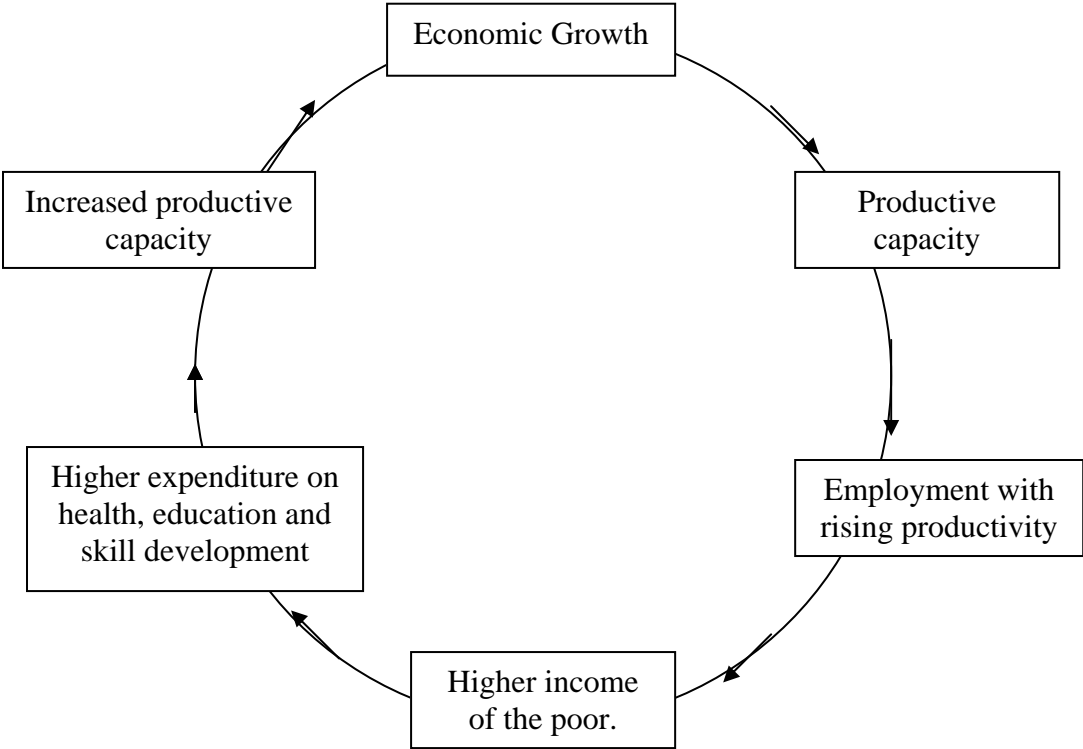 Economic Growth
Productive
capacity
Employment with
rising productivity
Higher income
of the poor.
Higher expenditure on
health, education and
skill development
Increased productive
capacity